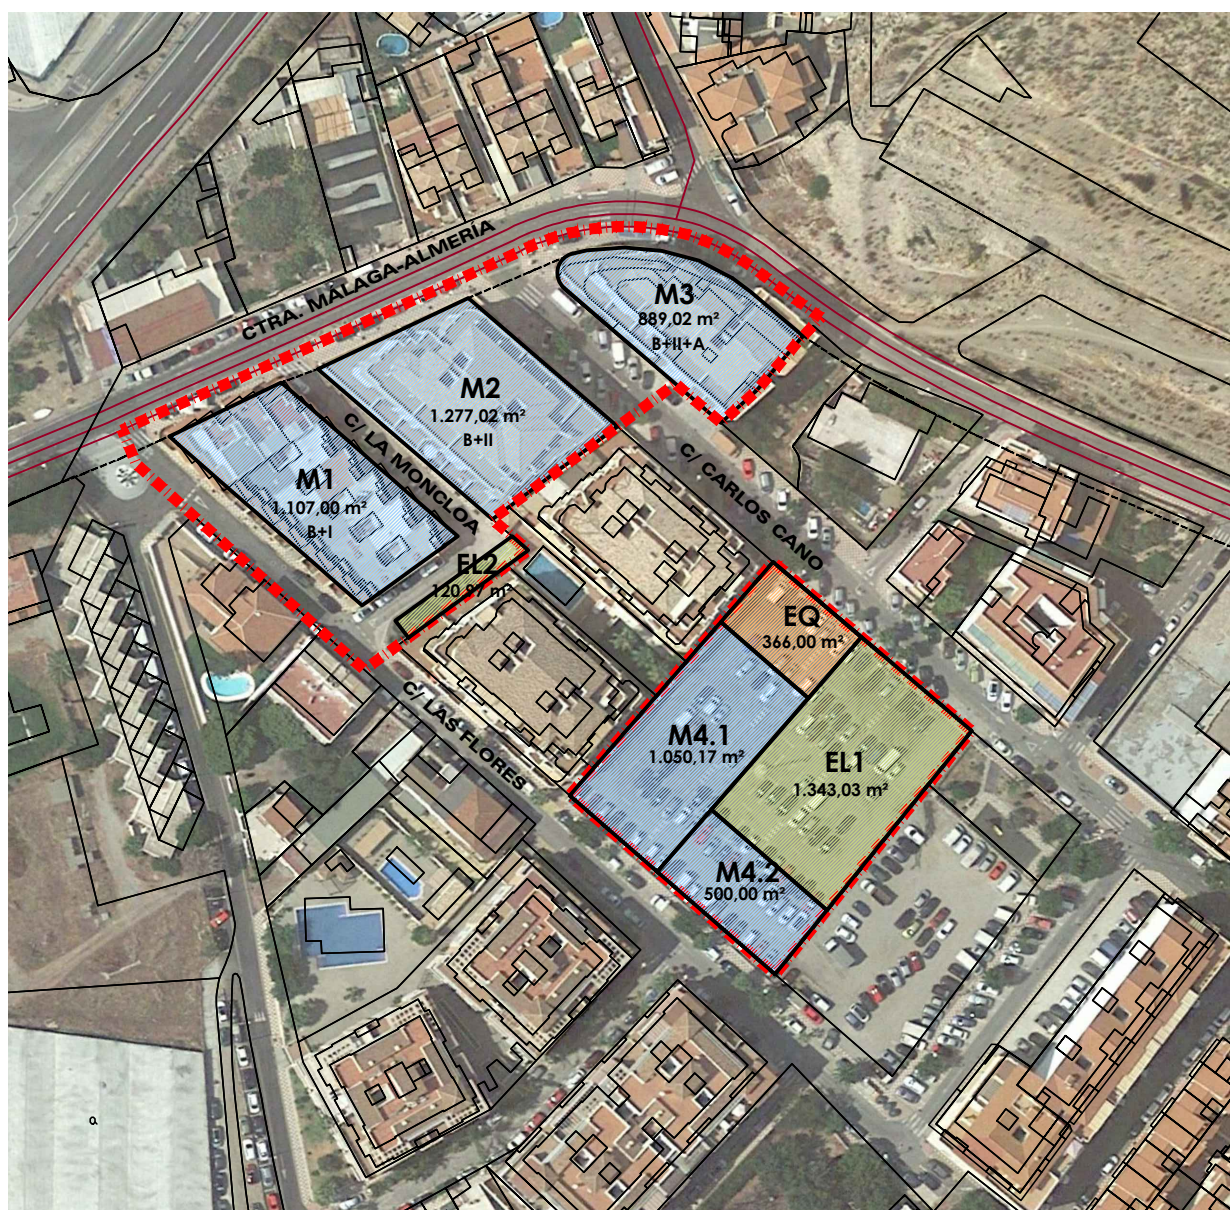 CTRA. MÁLAGA-ALMERÍA
M3
889,02 m²
B+II+A
M2
1.277,02 m²
B+II
C/ LA MONCLOA
M1
1.107,00 m²
B+I
C/ CARLOS CANO
EL2
120,97 m²
EQ
366,00 m²
C/ LAS FLORES
M4.1
1.050,17 m²
EL1
1.343,03 m²
M4.2
500,00 m²
a